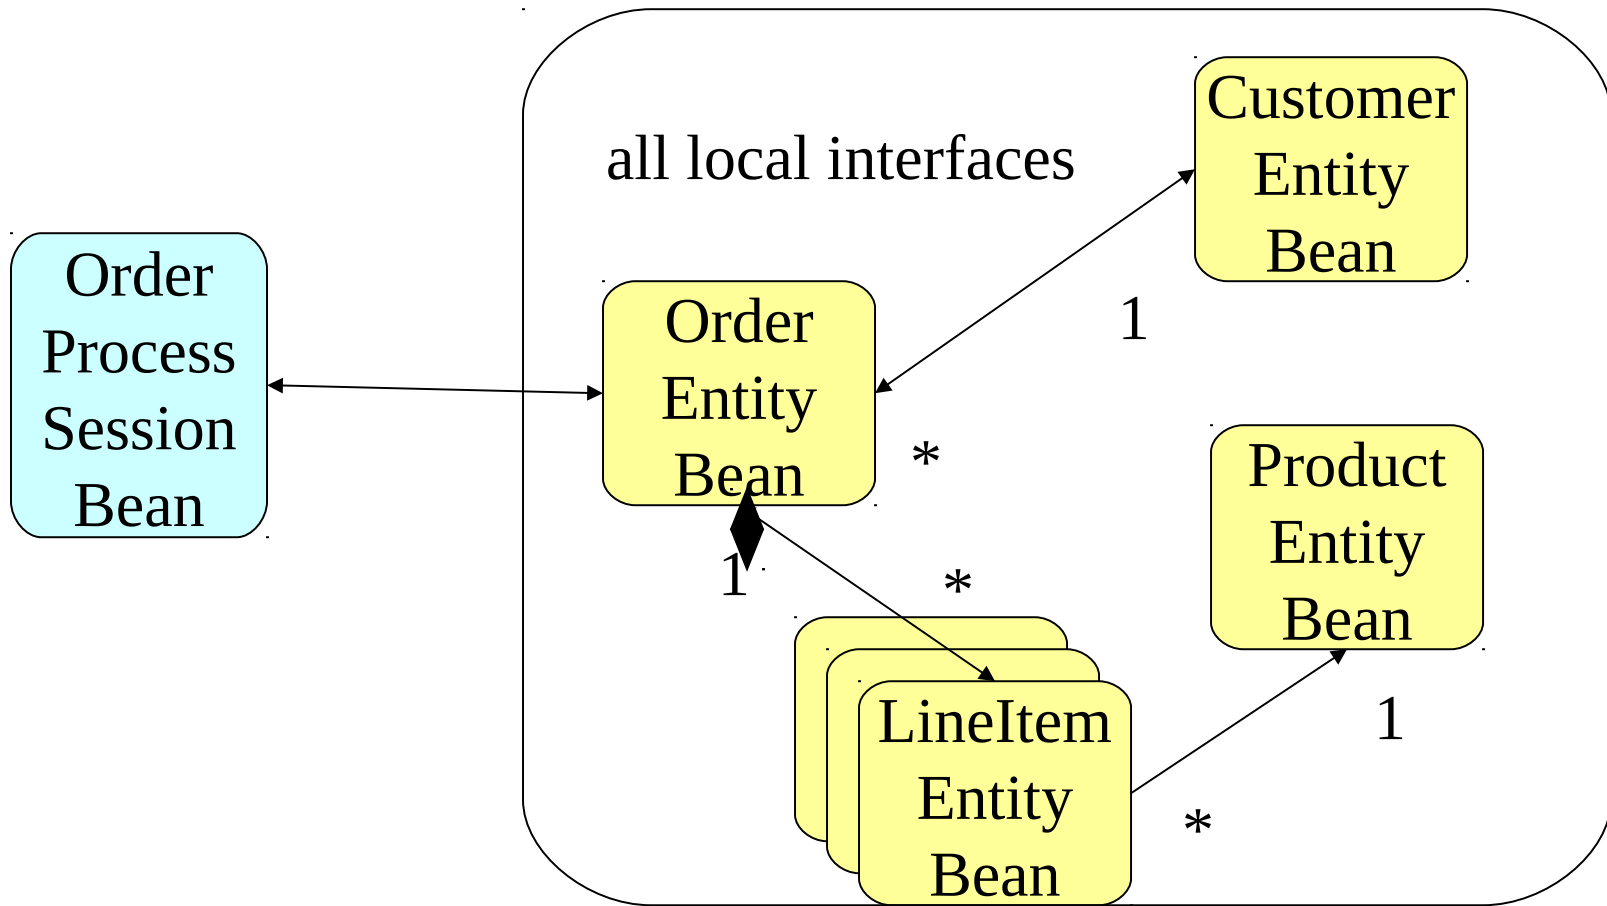 all local interfaces
Customer
Entity
Bean
Order
Process
Session
Bean
Order
Entity
Bean
1
*
Product
Entity
Bean
1
*
LineItem
Entity
Bean
1
*